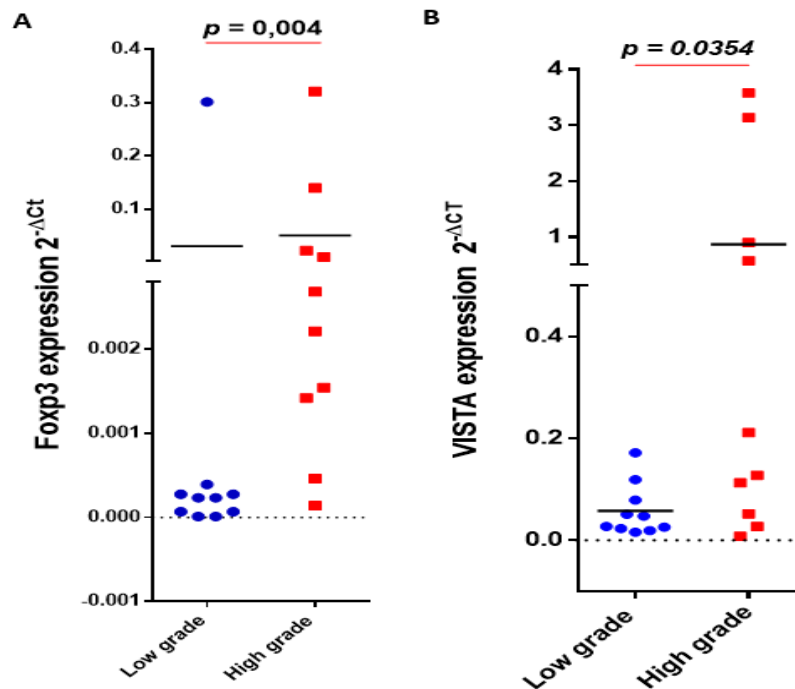 A
p = 0,004
0.4
0.3
0.2
0.1
0.002
0.001
0.000
-0.001
Foxp3 expression 2^-ΔCt
Low grade
High grade
B
p = 0.0354
4
3
2
1
0.4
0.2
0.0
VISTA expression 2^-ΔCT
Low grade
High grade